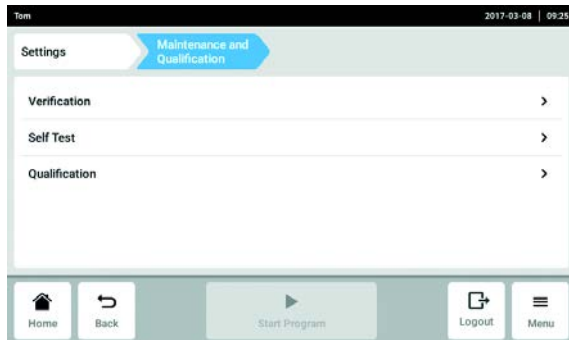 Tom 2017-03-08 | 09:25
Settings
Maintenance and
Qualification
Verification
Self Test
Qualification
Home Back Start Program Logout Menu